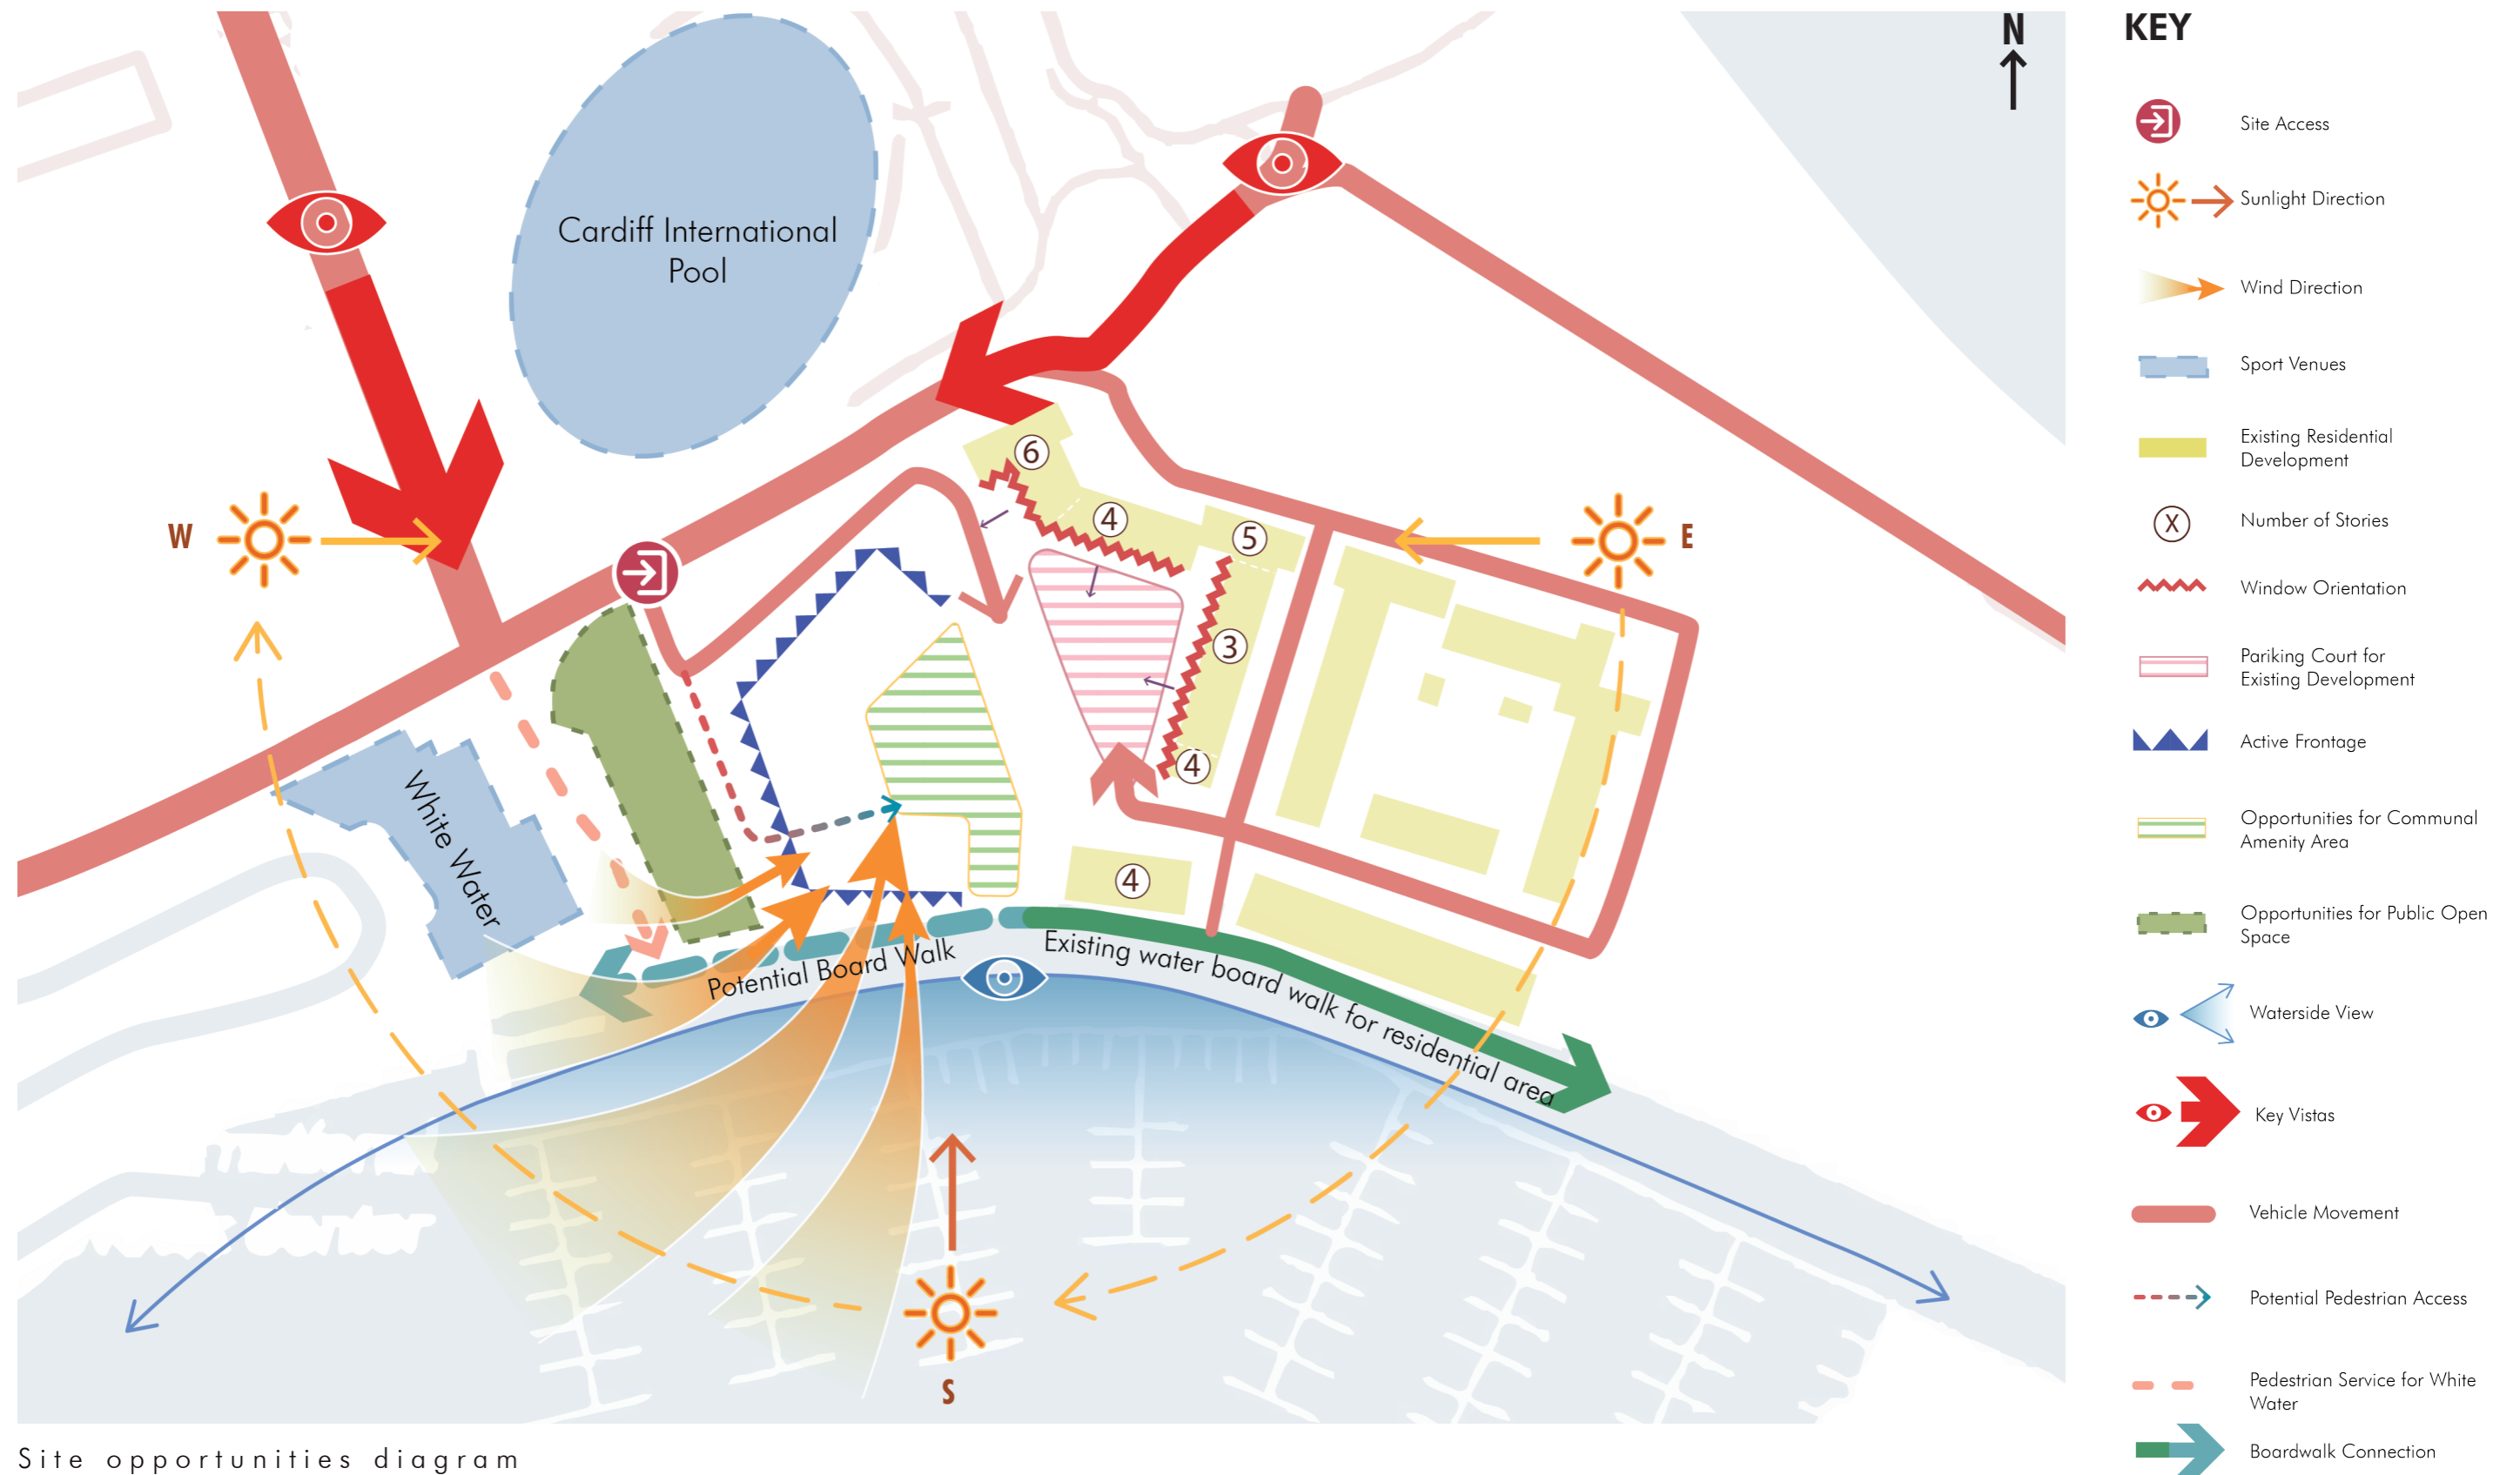 N
Cardiff International
Pool
6
4
5
3
4
4
W
E
S
White Water
Potential Board Walk
Existing water board walk for residential area
KEY
Site Access
Sunlight Direction
Wind Direction
Sport Venues
Existing Residential
Development
X
Number of Stories
Window Orientation
Pariking Court for
Existing Development
Active Frontage
Opportunities for Communal
Amenity Area
Opportunities for Public Open
Space
Waterside View
Key Vistas
Vehicle Movement
Potential Pedestrian Access
Pedestrian Service for White
Water
Boardwalk Connection
Site opportunities diagram